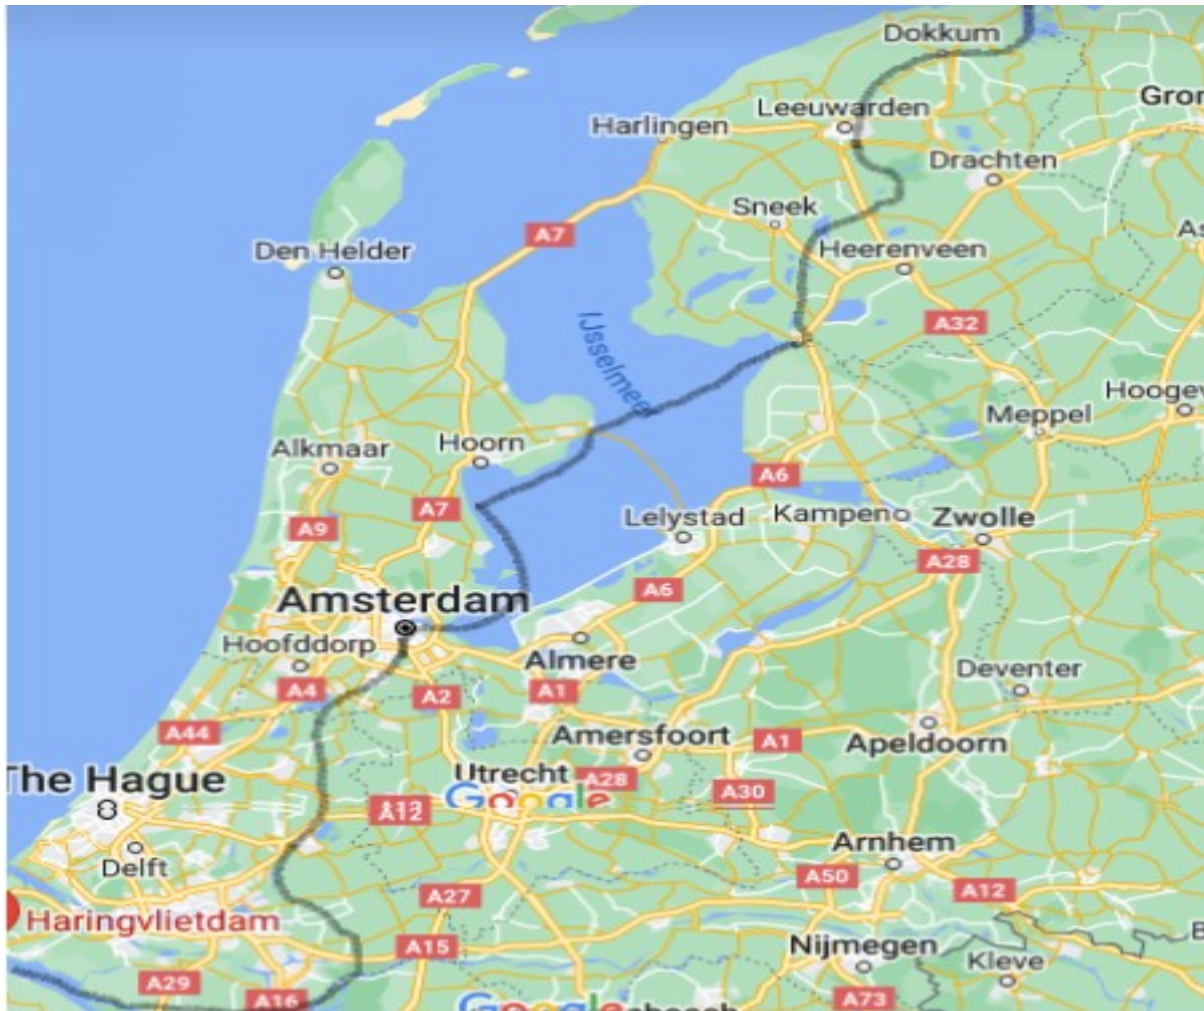 Dokkum
Gror
Leeuwarden
Harlingen
Drachten
Sneek
A7
As
Den Helder
Heerenveen
A32
IJsselmeer
Hoogev
Meppel
Alkmaar
Hoorn
A6
A7
A9
Lelystad
Kampen
Zwolle
A28
A6
Amsterdam
Hoofddorp
Almere
Deventer
A4
A2
A1
A44
Amersfoort
A1
Apeldoorn
The Hague
Utrecht
A28
A30
Google
A12
Arnhem
Delft
A50
A12
A27
Haringvlietdam
A15
Nijmegen
Kleve
A29
A16
A73
Google